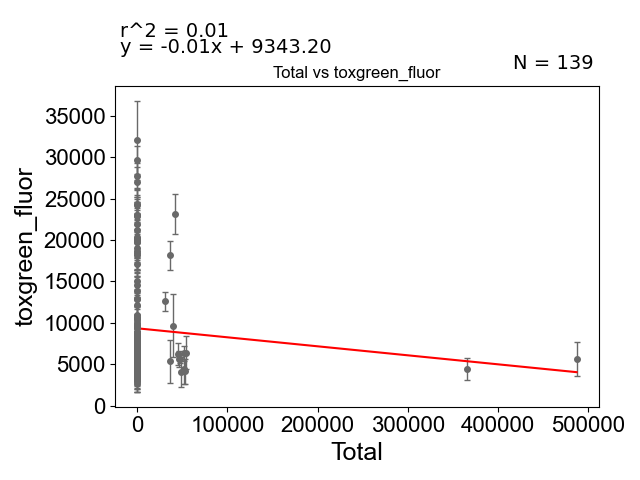 r^2 = 0.01
y = -0.01x + 9343.20
N = 139
Total vs toxgreen_fluor
35000
30000
25000
20000
15000
10000
5000
0
toxgreen_fluor
0 100000 200000 300000 400000 500000
Total